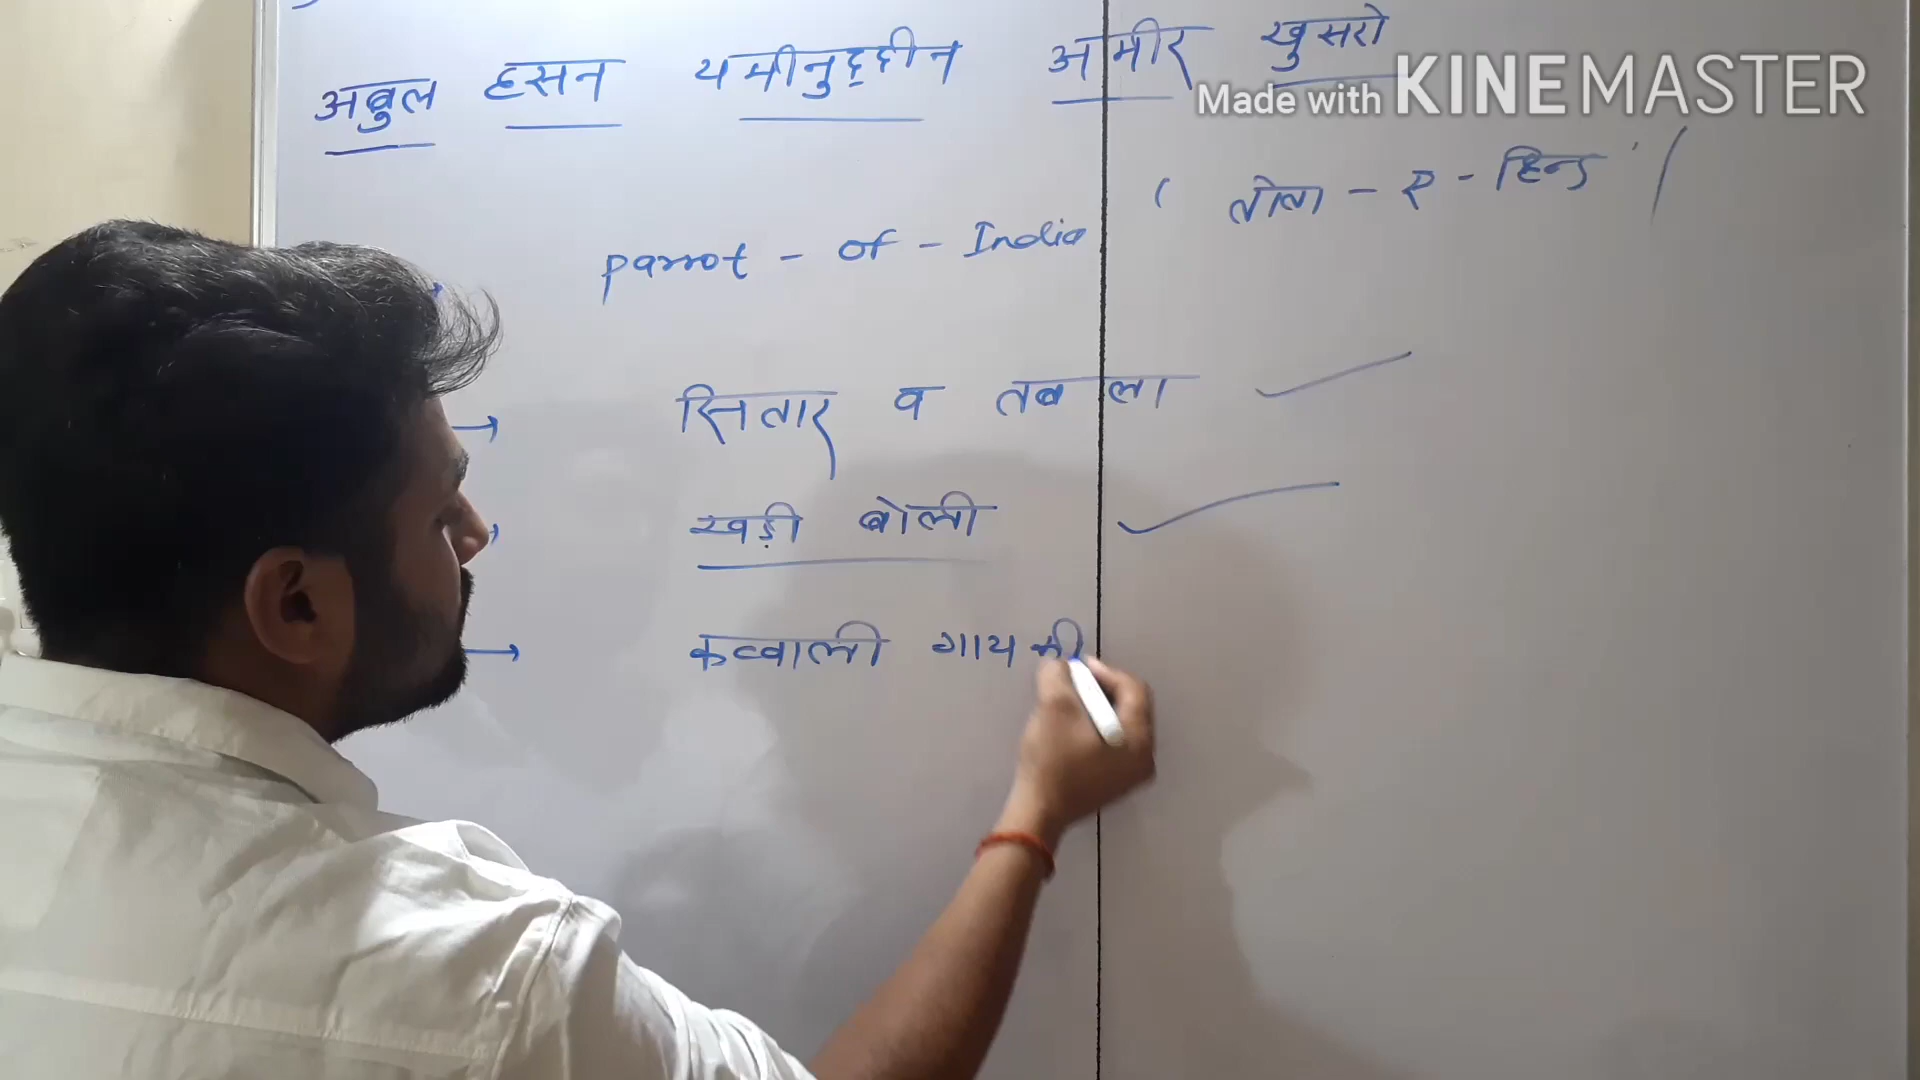 अबुल हसन यमीनुद्दीन अमीर खुसरो
Made with KINEMASTER
Parrot - of - India ( तोता - ए - हिन्द )
→ सितार व तबला ✓
→ खड़ी बोली ✓
→ कव्वाली गायकी